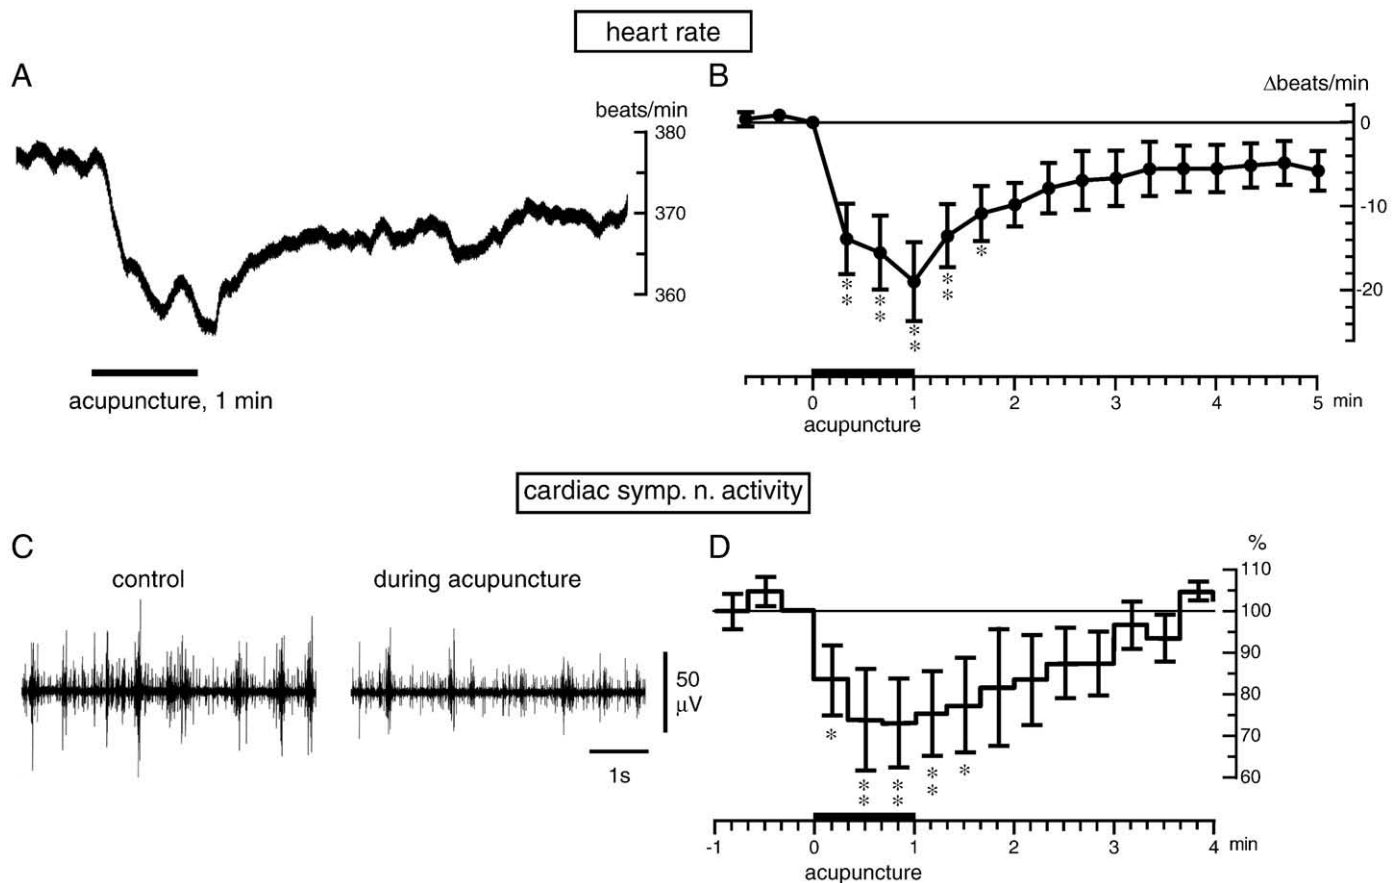 heart rate
A
beats/min
380
370
360
acupuncture, 1 min
B
Δbeats/min
0
-10
-20
**
**
**
**
*
0 1 2 3 4 5 min
acupuncture
cardiac symp. n. activity
C
control
during acupuncture
50
μV
1s
D
%
110
100
90
80
70
60
*
**
**
**
*
-1 0 1 2 3 4 min
acupuncture